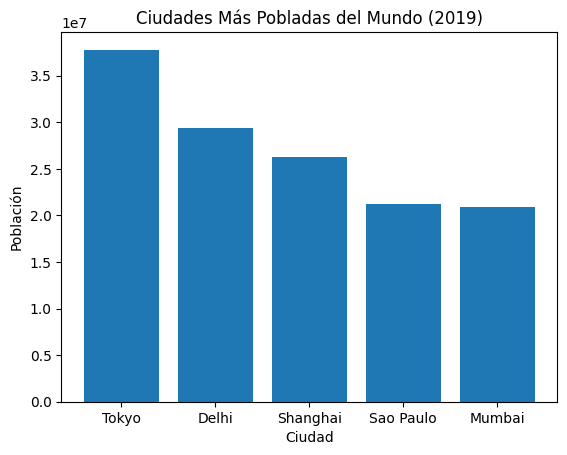 Ciudades Más Pobladas del Mundo (2019)
1e7
Población
3.5
3.0
2.5
2.0
1.5
1.0
0.5
0.0
Tokyo Delhi Shanghai Sao Paulo Mumbai
Ciudad